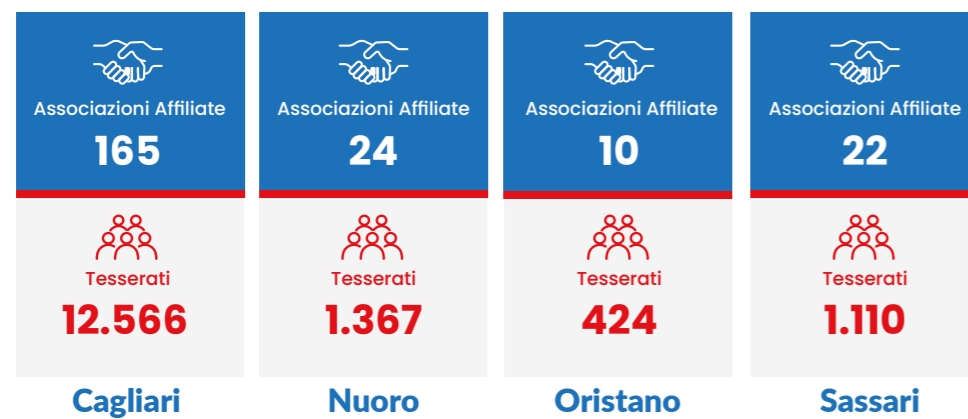 Associazioni Affiliate
165
Tesserati
12.566
Cagliari
Associazioni Affiliate
24
Tesserati
1.367
Nuoro
Associazioni Affiliate
10
Tesserati
424
Oristano
Associazioni Affiliate
22
Tesserati
1.110
Sassari